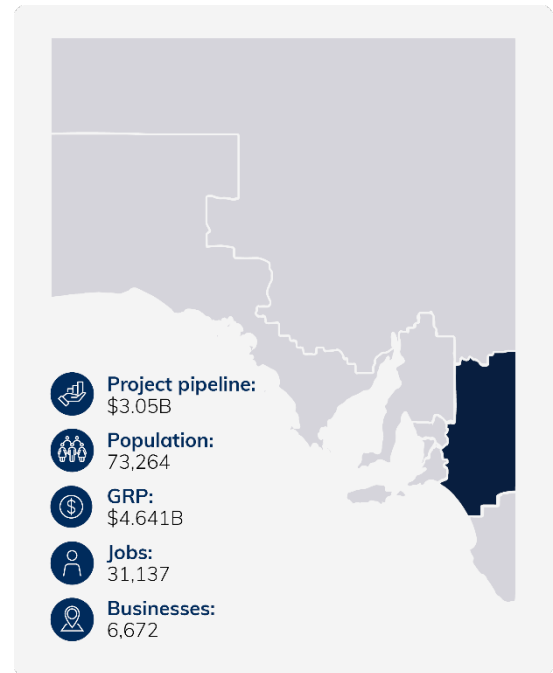 Project pipeline:
$3.05B
Population:
73,264
GRP:
$4.641B
Jobs:
31,137
Businesses:
6,672